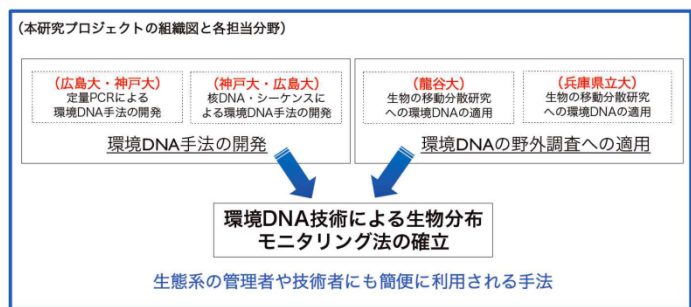 （本研究プロジェクトの組織図と各担当分野）
（広島大・神戸大）
定量PCRによる
環境DNA手法の開発
（神戸大・広島大）
核DNA・シーケンスに
よる環境DNA手法の開発
環境DNA手法の開発
（龍谷大）
生物の移動分散研究
への環境DNAの適用
（兵庫県立大）
生物の移動分散研究
への環境DNAの適用
環境DNAの野外調査への適用
環境DNA技術による生物分布
モニタリング法の確立
生態系の管理者や技術者にも簡便に利用される手法